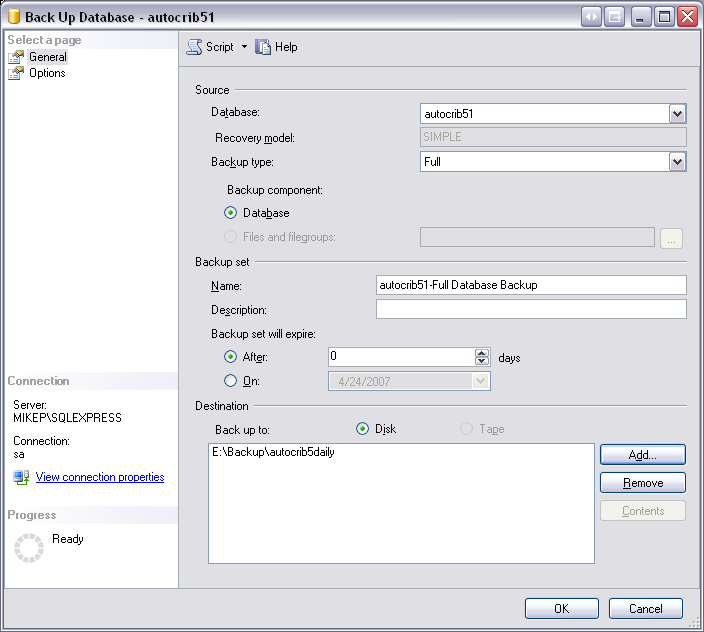 Back Up Database - autocrib51
Select a page
General
Options
Script
Help
Source
Database:
autocrib51
Recovery model:
SIMPLE
Backup type:
Full
Backup component:
Database
Files and filegroups:
...
Backup set
Name:
autocrib51-Full Database Backup
Description:
Backup set will expire:
After:
0
days
On:
4/24/2007
Destination
Back up to:
Disk
Tape
E:\Backup\autocrib5daily
Add...
Remove
Contents
Connection
Server:
MIKEP\SQLEXPRESS
Connection:
sa
View connection properties
Progress
Ready
OK
Cancel